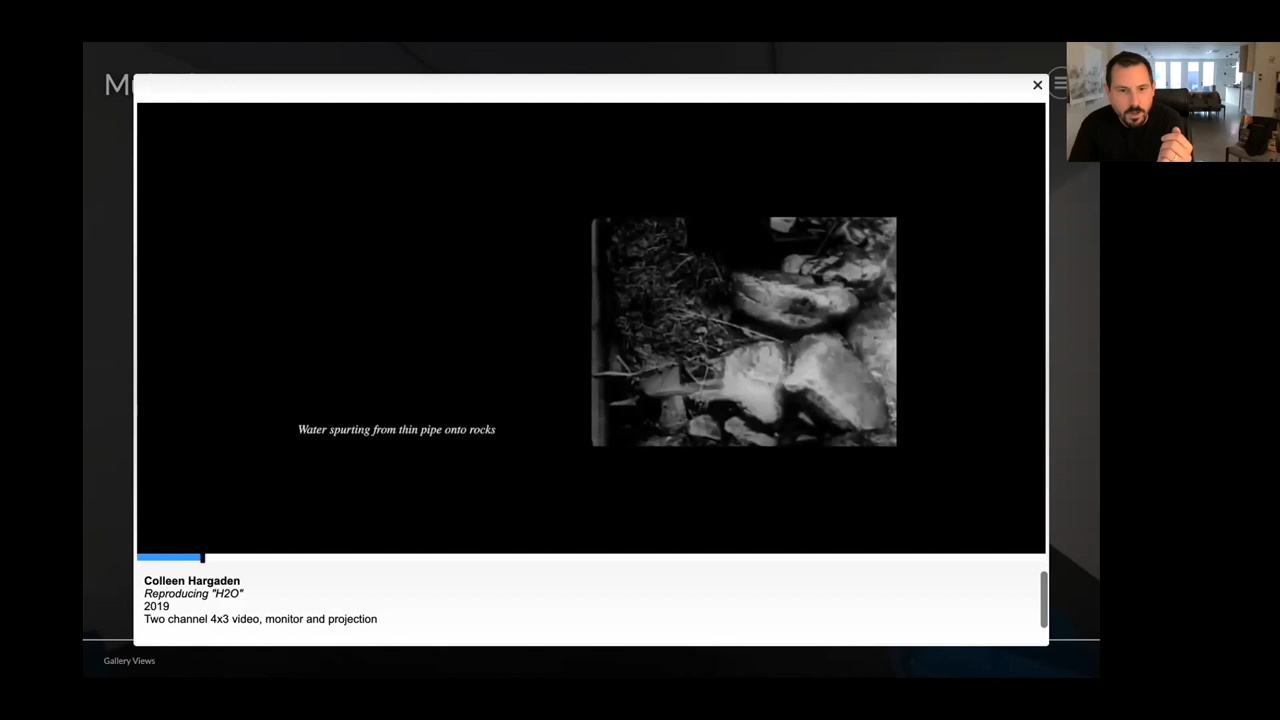 Water spurting from thin pipe onto rocks
Colleen Hargaden
Reproducing "H2O"
2019
Two channel 4x3 video, monitor and projection
Gallery Views